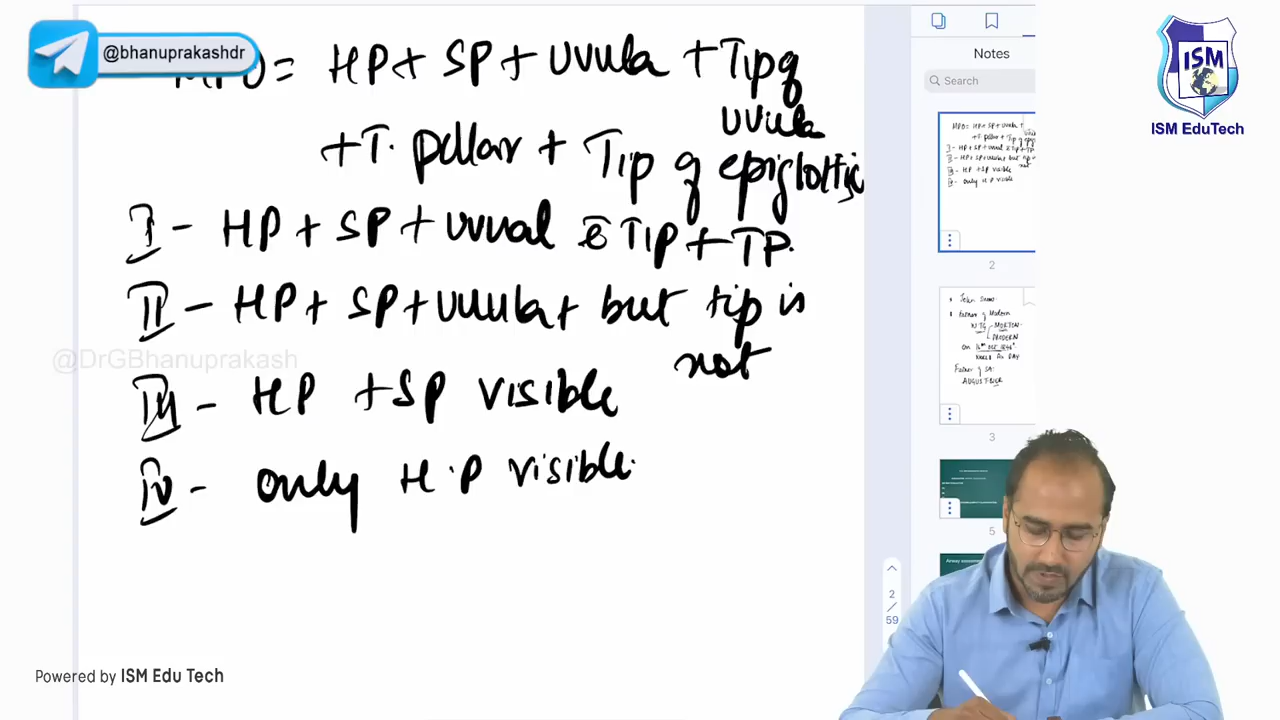 @bhanuprakashdr
MPO= HP+ SP+ uvula + Tip of
uvula
+T. pillar + Tip of epiglottis
I - HP + SP + uvual c̄ Tip + TP.
II - HP + SP+uvula+ but tip is
not
@DrGBhanuprakash
III - HP +SP visible
IV - only H.P visible
Powered by ISM Edu Tech
Notes
Search
2
3
5
2
/
59
ISM
ISM EduTech